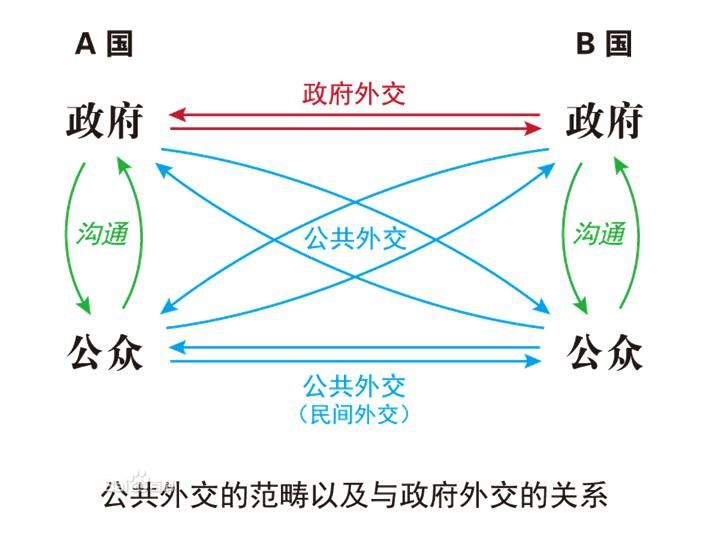 A 国 B 国
政府外交
政府 政府
沟通 公共外交 沟通
公众 公众
公共外交
（民间外交）
公共外交的范畴以及与政府外交的关系